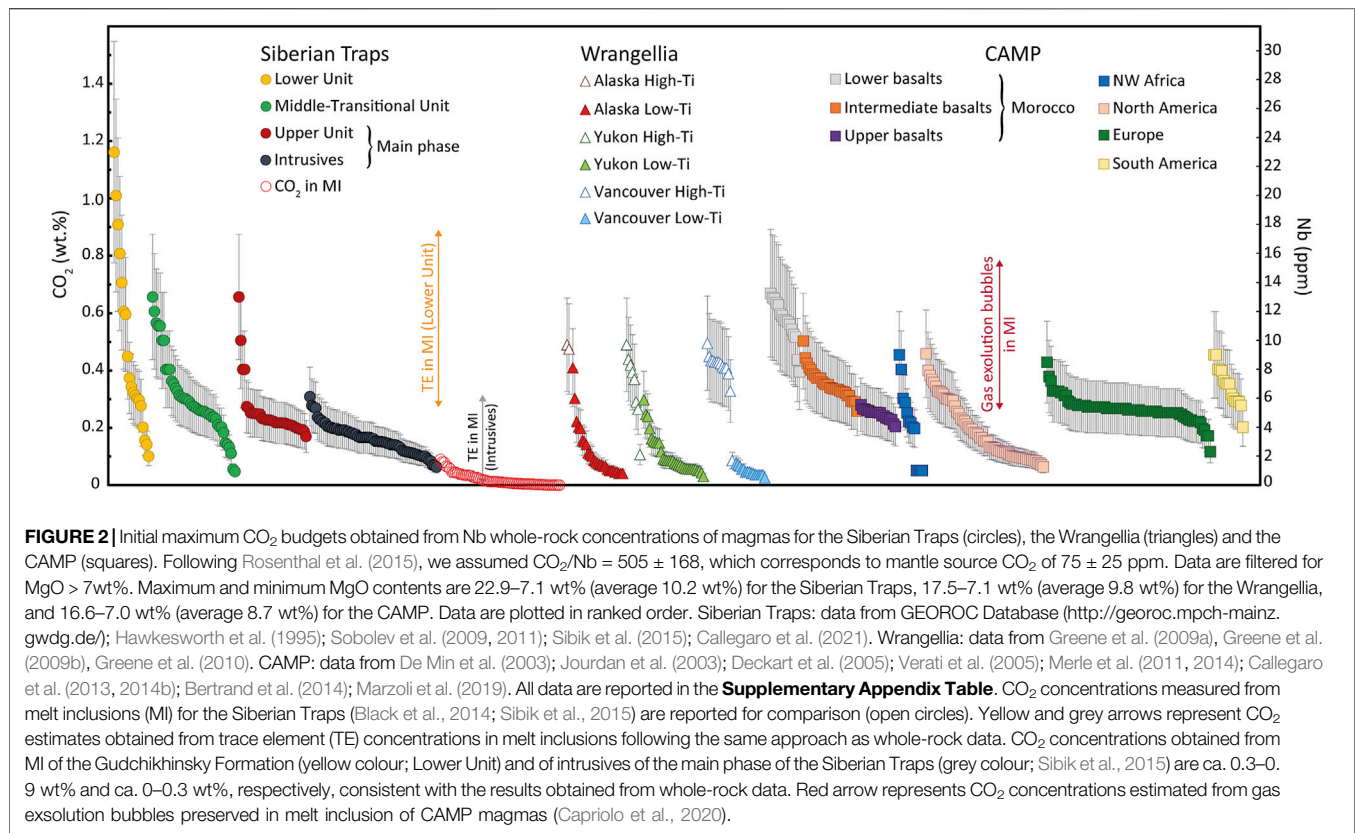 Siberian Traps
Lower Unit
Middle-Transitional Unit
Upper Unit
Intrusives
Main phase
CO2 in MI
Wrangellia
Alaska High-Ti
Alaska Low-Ti
Yukon High-Ti
Yukon Low-Ti
Vancouver High-Ti
Vancouver Low-Ti
CAMP
Lower basalts
Intermediate basalts
Upper basalts
Morocco
NW Africa
North America
Europe
South America
CO2 (wt.%)
1.4
1.2
1.0
0.8
0.6
0.4
0.2
0
Nb (ppm)
30
28
26
24
22
20
18
16
14
12
10
8
6
4
2
0
TE in MI (Lower Unit)
TE in MI
(Intrusives)
Gas exolution bubbles
in MI
FIGURE 2 | Initial maximum CO2 budgets obtained from Nb whole-rock concentrations of magmas for the Siberian Traps (circles), the Wrangellia (triangles) and the
CAMP (squares). Following Rosenthal et al. (2015), we assumed CO2/Nb = 505 ± 168, which corresponds to mantle source CO2 of 75 ± 25 ppm. Data are filtered for
MgO > 7wt%. Maximum and minimum MgO contents are 22.9–7.1 wt% (average 10.2 wt%) for the Siberian Traps, 17.5–7.1 wt% (average 9.8 wt%) for the Wrangellia,
and 16.6–7.0 wt% (average 8.7 wt%) for the CAMP. Data are plotted in ranked order. Siberian Traps: data from GEOROC Database (http://georoc.mpch-mainz.
gwdg.de/); Hawkesworth et al. (1995); Sobolev et al. (2009, 2011); Sibik et al. (2015); Callegaro et al. (2021). Wrangellia: data from Greene et al. (2009a), Greene et al.
(2009b), Greene et al. (2010). CAMP: data from De Min et al. (2003); Jourdan et al. (2003); Deckart et al. (2005); Verati et al. (2005); Merle et al. (2011, 2014); Callegaro
et al. (2013, 2014b); Bertrand et al. (2014); Marzoli et al. (2019). All data are reported in the Supplementary Appendix Table. CO2 concentrations measured from
melt inclusions (MI) for the Siberian Traps (Black et al., 2014; Sibik et al., 2015) are reported for comparison (open circles). Yellow and grey arrows represent CO2
estimates obtained from trace element (TE) concentrations in melt inclusions following the same approach as whole-rock data. CO2 concentrations obtained from
MI of the Gudchikhinsky Formation (yellow colour; Lower Unit) and of intrusives of the main phase of the Siberian Traps (grey colour; Sibik et al., 2015) are ca. 0.3–0.
9 wt% and ca. 0–0.3 wt%, respectively, consistent with the results obtained from whole-rock data. Red arrow represents CO2 concentrations estimated from gas
exsolution bubbles preserved in melt inclusion of CAMP magmas (Capriolo et al., 2020).